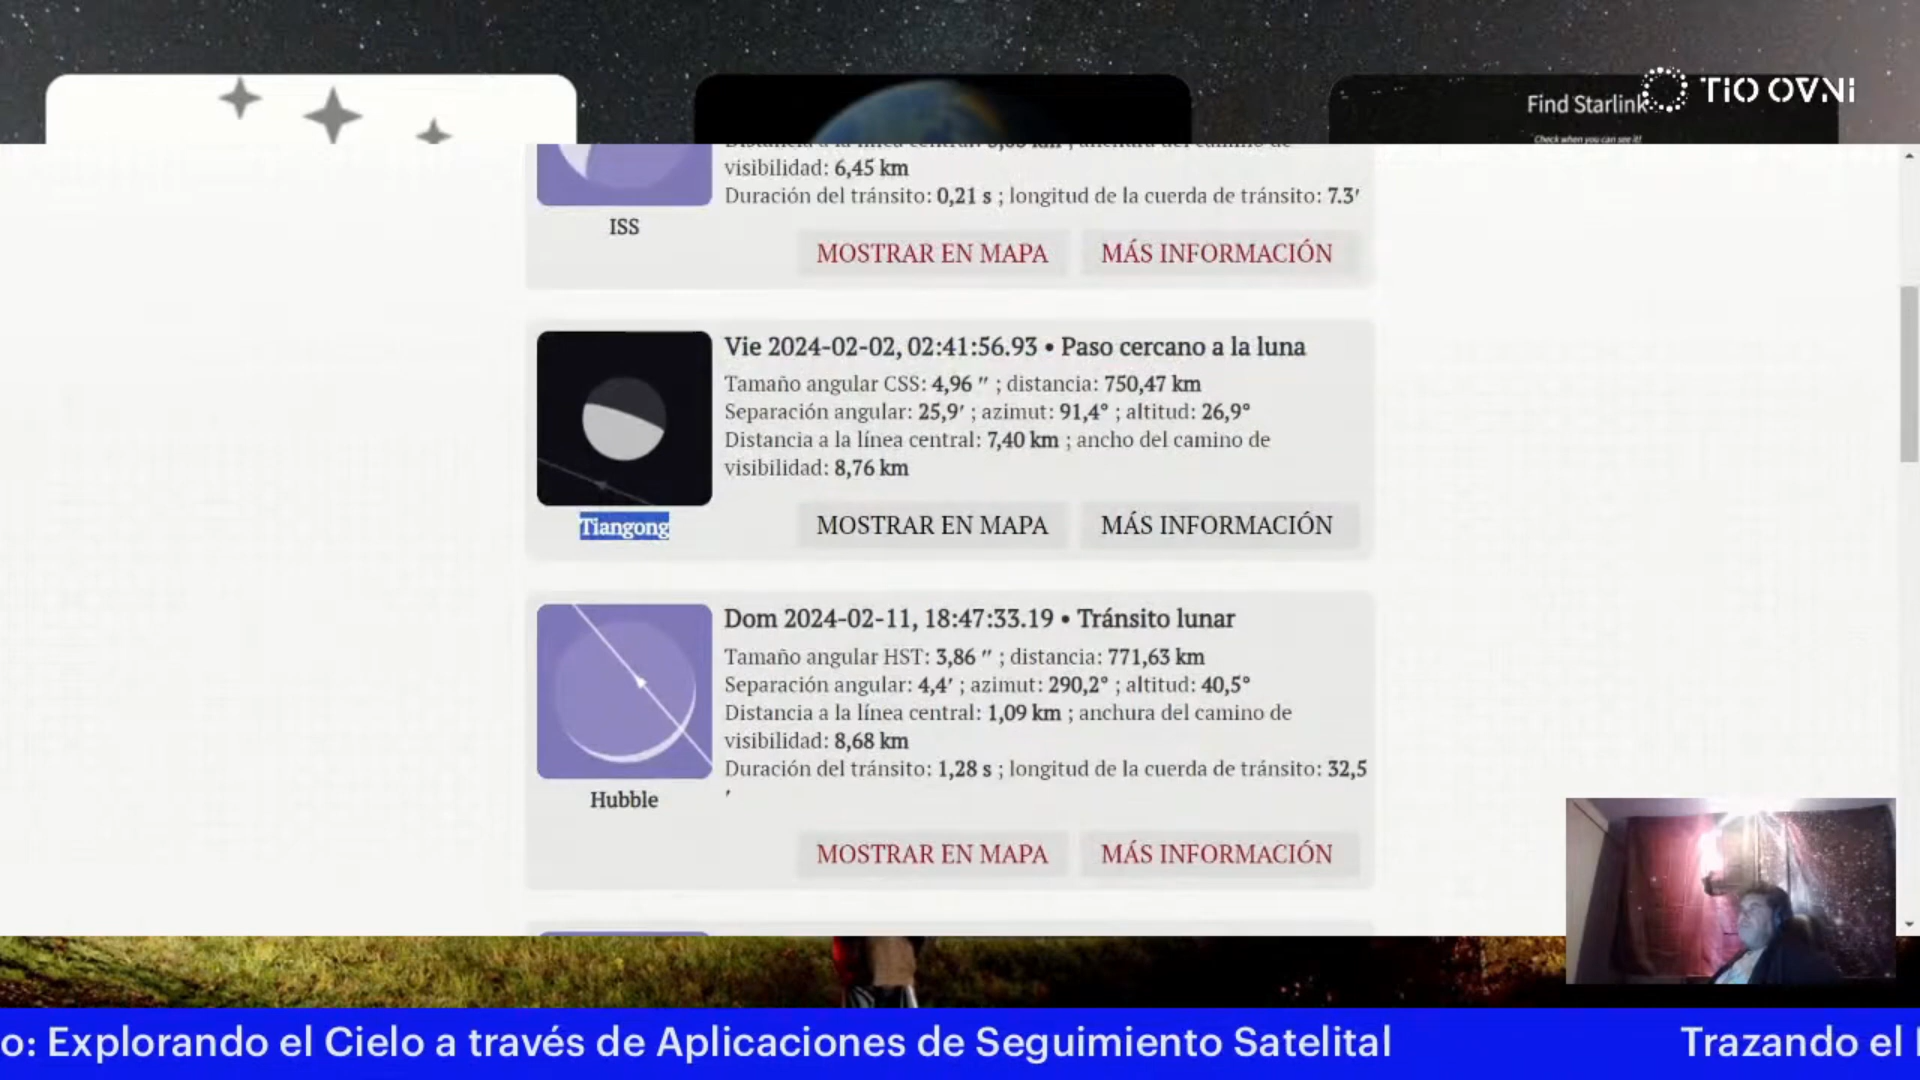 TIO OVNI
Find Starlink
Check when you can see it!
visibilidad: 6,45 km
Duración del tránsito: 0,21 s ; longitud de la cuerda de tránsito: 7.3′
ISS
MOSTRAR EN MAPA
MÁS INFORMACIÓN
Vie 2024-02-02, 02:41:56.93 • Paso cercano a la luna
Tamaño angular CSS: 4,96 ″ ; distancia: 750,47 km
Separación angular: 25,9′ ; azimut: 91,4° ; altitud: 26,9°
Distancia a la línea central: 7,40 km ; ancho del camino de
visibilidad: 8,76 km
Tiangong
MOSTRAR EN MAPA
MÁS INFORMACIÓN
Dom 2024-02-11, 18:47:33.19 • Tránsito lunar
Tamaño angular HST: 3,86 ″ ; distancia: 771,63 km
Separación angular: 4,4′ ; azimut: 290,2° ; altitud: 40,5°
Distancia a la línea central: 1,09 km ; anchura del camino de
visibilidad: 8,68 km
Duración del tránsito: 1,28 s ; longitud de la cuerda de tránsito: 32,5
′
Hubble
MOSTRAR EN MAPA
MÁS INFORMACIÓN
o: Explorando el Cielo a través de Aplicaciones de Seguimiento Satelital
Trazando el